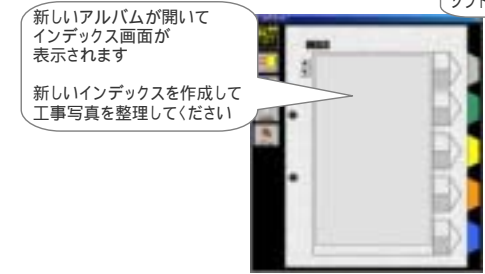 新しいアルバムが開いて
インデックス画面が
表示されます
新しいインデックスを作成して
工事写真を整理してください